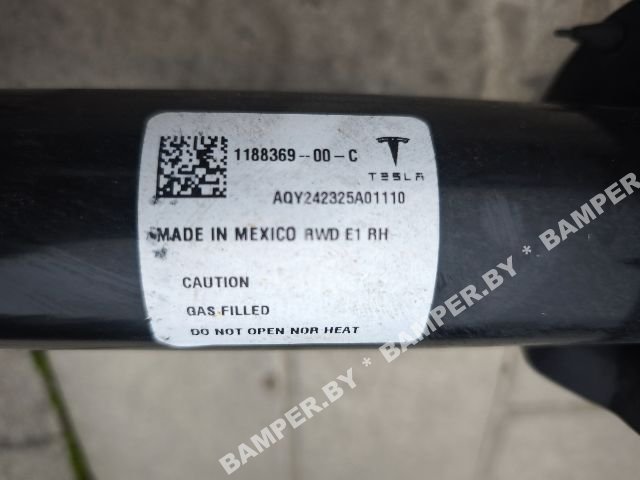 1188369-00-C
TESLA
AQY242325A01110
MADE IN MEXICO RWD E1 RH
CAUTION
GAS FILLED
DO NOT OPEN NOR HEAT
BAMPER.BY * BAMPER.BY * BAMPER.BY